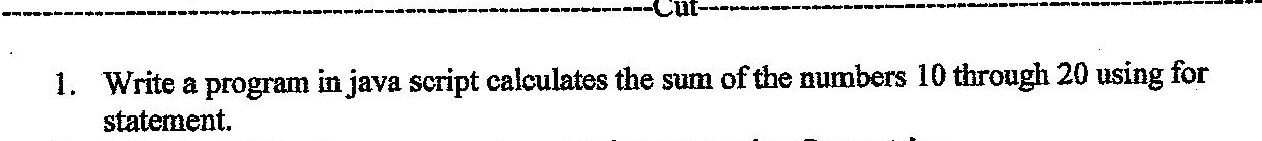 Cut
1. Write a program in java script calculates the sum of the numbers 10 through 20 using for
statement.